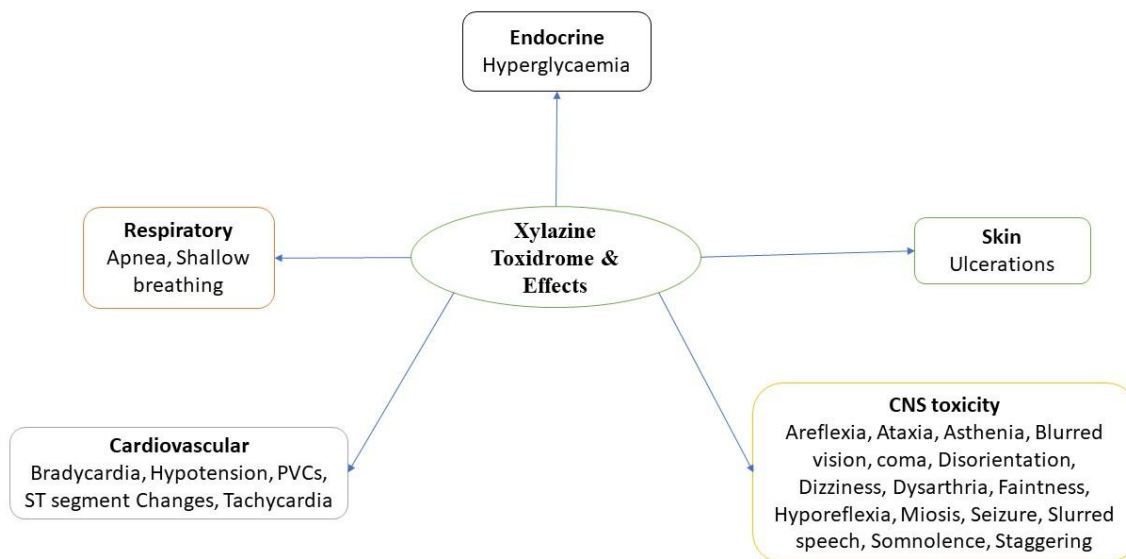 Endocrine
Hyperglycaemia
Respiratory
Apnea, Shallow
breathing
Xylazine
Toxidrome &
Effects
Skin
Ulcerations
Cardiovascular
Bradycardia, Hypotension, PVCs,
ST segment Changes, Tachycardia
CNS toxicity
Areflexia, Ataxia, Asthenia, Blurred
vision, coma, Disorientation,
Dizziness, Dysarthria, Faintness,
Hyporeflexia, Miosis, Seizure, Slurred
speech, Somnolence, Staggering